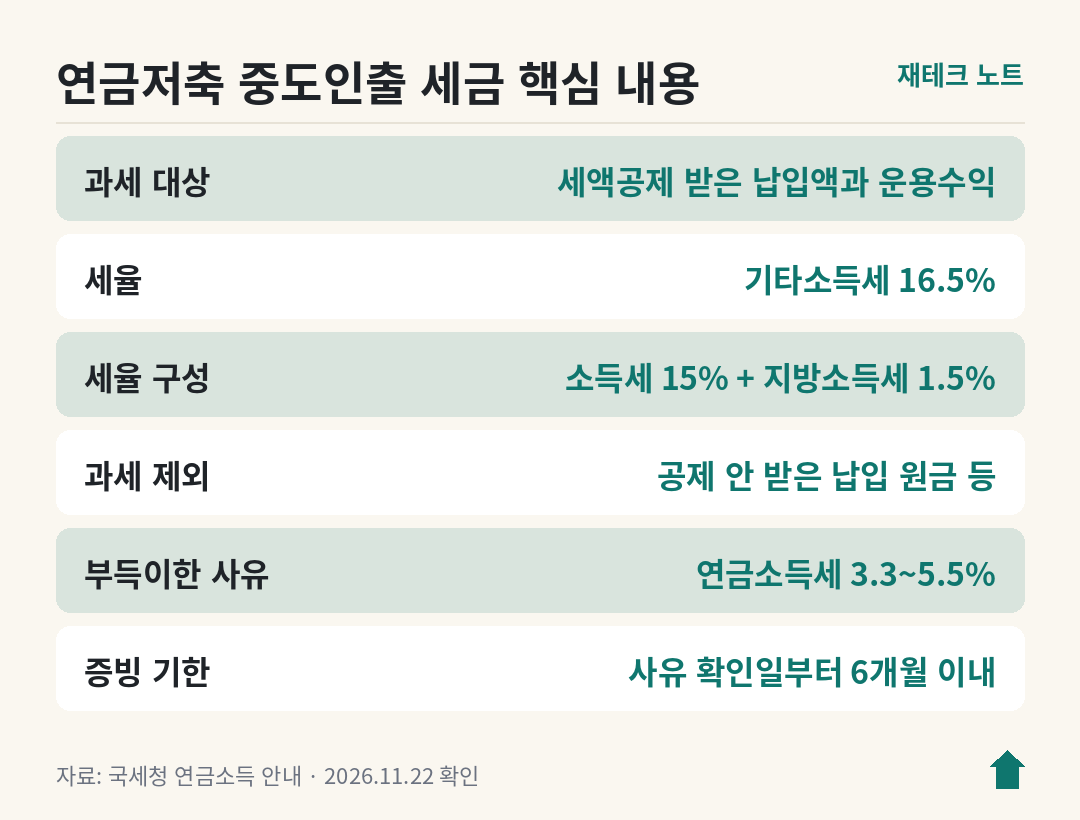 연금저축 중도인출 세금 핵심 내용
재테크 노트
과세 대상 세액공제 받은 납입액과 운용수익
세율 기타소득세 16.5%
세율 구성 소득세 15% + 지방소득세 1.5%
과세 제외 공제 안 받은 납입 원금 등
부득이한 사유 연금소득세 3.3~5.5%
증빙 기한 사유 확인일부터 6개월 이내
자료: 국세청 연금소득 안내 · 2026.11.22 확인